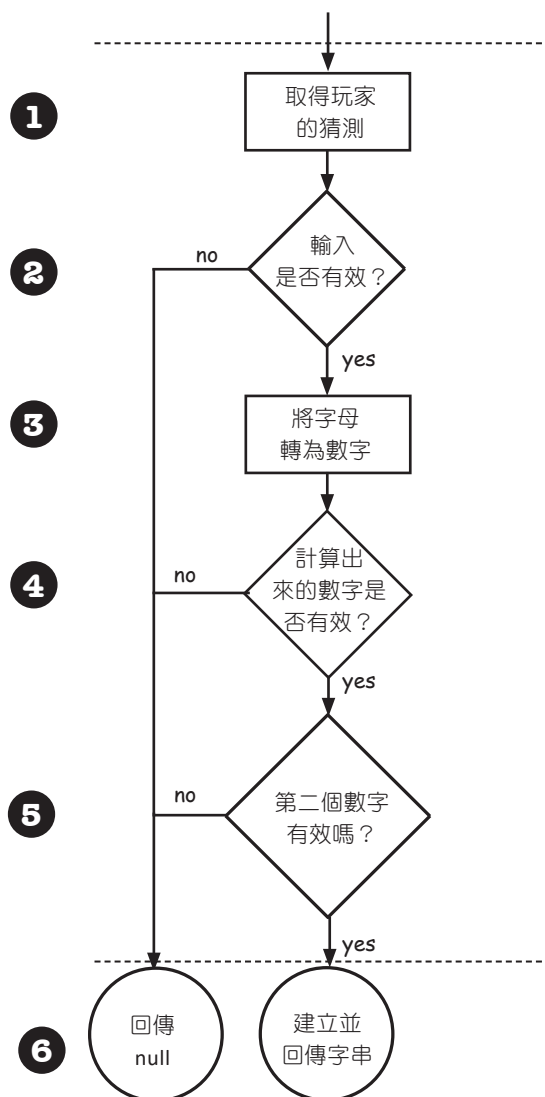 1
取得玩家
的猜測
2
no
輸入
是否有效？
yes
3
將字母
轉為數字
4
no
計算出
來的數字是
否有效？
yes
5
no
第二個數字
有效嗎？
yes
6
回傳
null
建立並
回傳字串